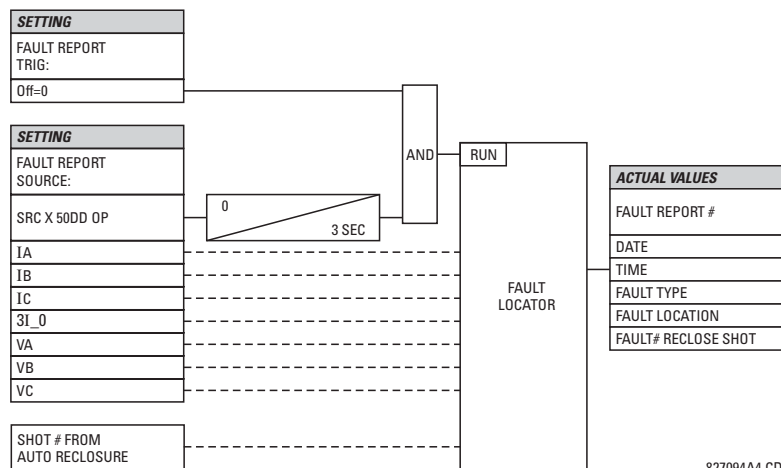 SETTING
FAULT REPORT
TRIG:
Off=0
SETTING
FAULT REPORT
SOURCE:
SRC X 50DD OP
IA
IB
IC
3I_0
VA
VB
VC
SHOT # FROM
AUTO RECLOSURE
0
3 SEC
AND
RUN
FAULT
LOCATOR
ACTUAL VALUES
FAULT REPORT #
DATE
TIME
FAULT TYPE
FAULT LOCATION
FAULT# RECLOSE SHOT
827094A4.CD